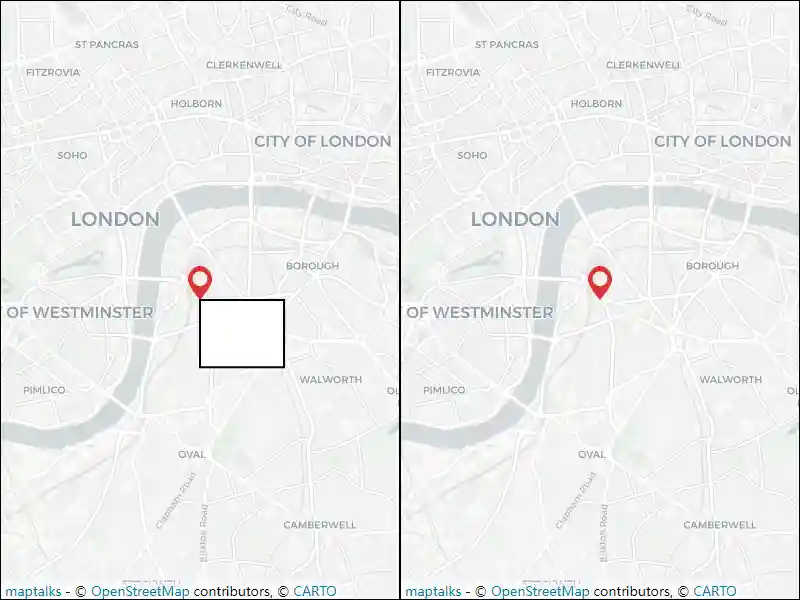 City Road
ST PANCRAS
CLERKENWELL
FITZROVIA
HOLBORN
CITY OF LONDON
SOHO
LONDON
BOROUGH
OF WESTMINSTER
WALWORTH
PIMLICO
OVAL
Clapham Road
Brixton Road
CAMBERWELL
maptalks - © OpenStreetMap contributors, © CARTO
City Road
ST PANCRAS
CLERKENWELL
FITZROVIA
HOLBORN
CITY OF LONDON
SOHO
LONDON
BOROUGH
OF WESTMINSTER
WALWORTH
PIMLICO
OVAL
Clapham Road
Brixton Road
CAMBERWELL
maptalks - © OpenStreetMap contributors, © CARTO